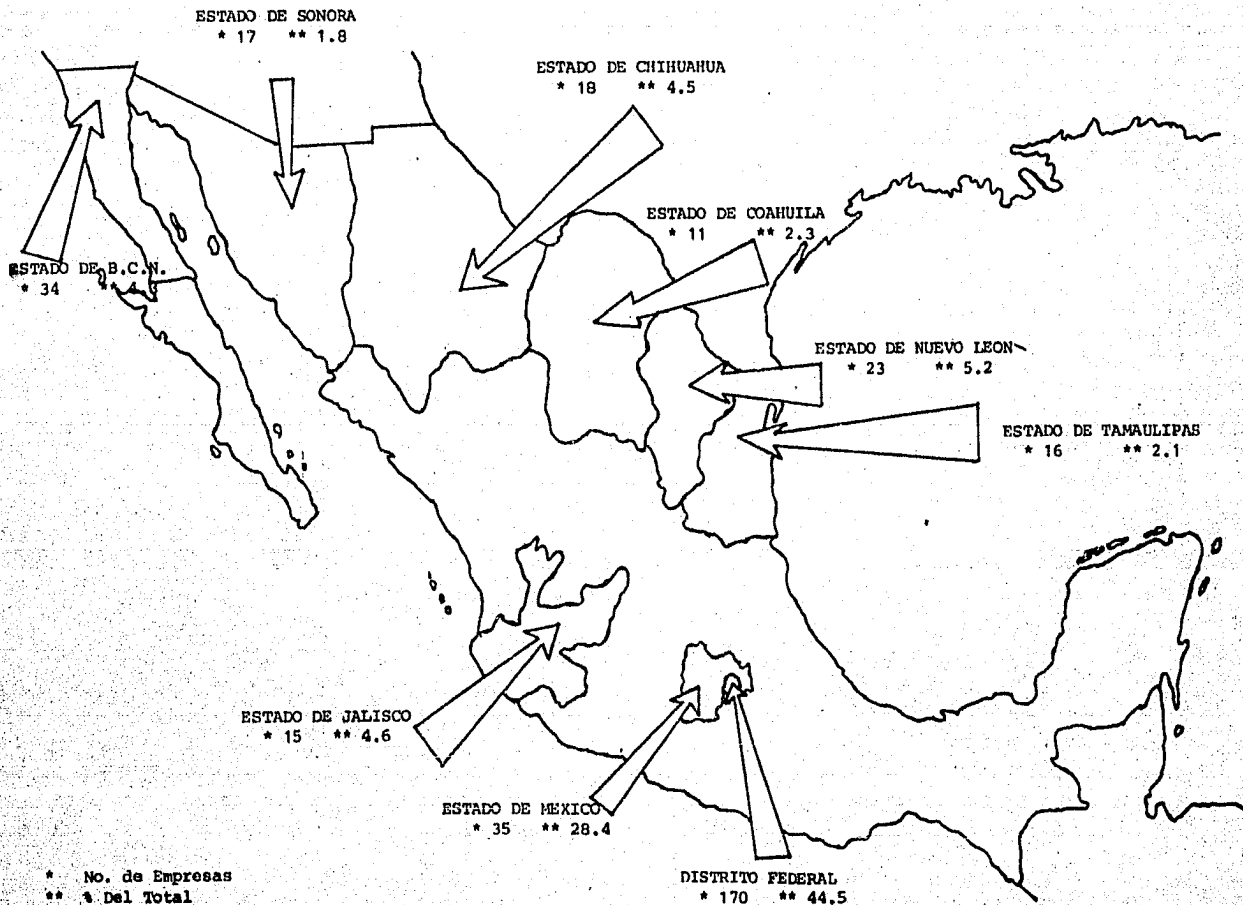 ESTADO DE SONORA
* 17 ** 1.8
ESTADO DE CHIHUAHUA
* 18 ** 4.5
ESTADO DE COAHUILA
* 11 ** 2.3
ESTADO DE B.C.N.
* 34 ** 4
ESTADO DE NUEVO LEON
* 23 ** 5.2
ESTADO DE TAMAULIPAS
* 16 ** 2.1
ESTADO DE JALISCO
* 15 ** 4.6
ESTADO DE MEXICO
* 35 ** 28.4
DISTRITO FEDERAL
* 170 ** 44.5
* No. de Empresas
** % Del Total